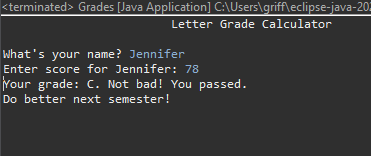 <terminated> Grades [Java Application] C:\Users\griff\eclipse-java-202
Letter Grade Calculator
What's your name? Jennifer
Enter score for Jennifer: 78
Your grade: C. Not bad! You passed.
Do better next semester!